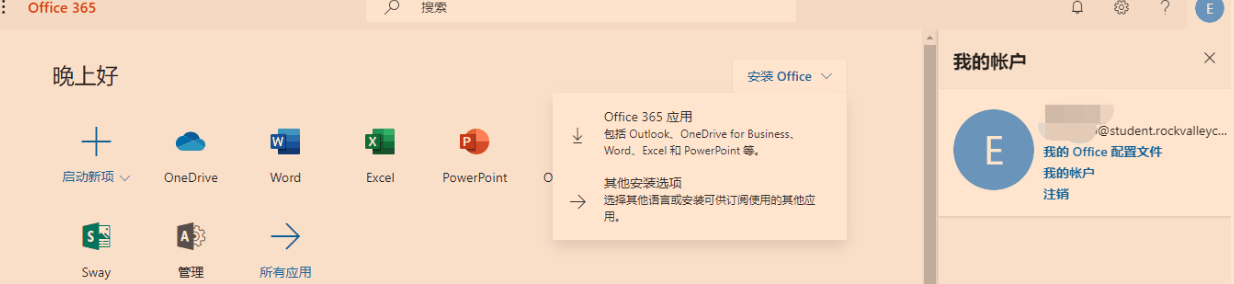 Office 365
搜索
E
晚上好
安装 Office
我的帐户
Office 365 应用
包括 Outlook、OneDrive for Business、
Word、Excel 和 PowerPoint 等。
其他安装选项
选择其他语言或安装可供订阅使用的其他应
用。
启动新项
OneDrive
Word
Excel
PowerPoint
O
E
@student.rockvalleyc...
我的 Office 配置文件
我的帐户
注销
Sway
管理
所有应用